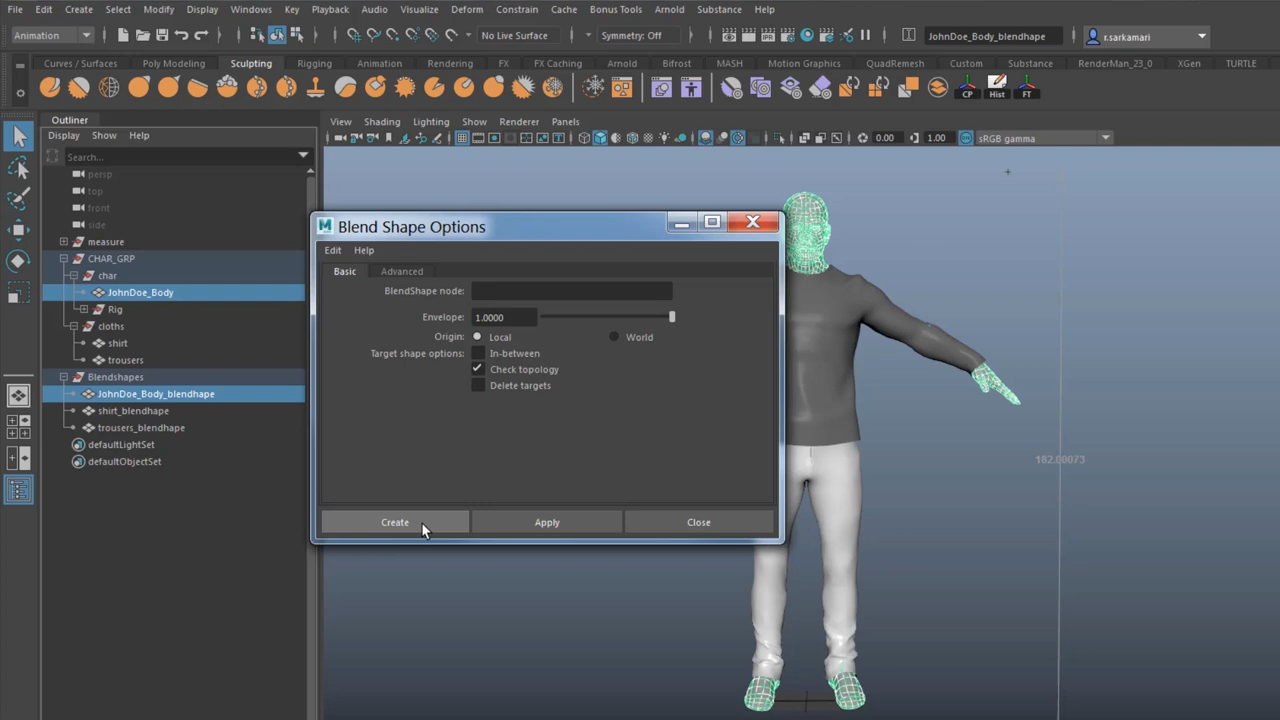 File Edit Create Select Modify Display Windows Key Playback Audio Visualize Deform Constrain Cache Bonus Tools Arnold Substance Help
Animation No Live Surface Symmetry: Off JohnDoe_Body_blendhape r.sarkamari
Curves / Surfaces Poly Modeling Sculpting Rigging Animation Rendering FX FX Caching Arnold Bifrost MASH Motion Graphics QuadRemesh Custom Substance RenderMan_23_0 XGen TURTLE
IPR
CP Hist FT
Outliner
Display Show Help
View Shading Lighting Show Renderer Panels
0.00 1.00 sRGB gamma
Search...
persp
top
front
side
measure
CHAR_GRP
char
JohnDoe_Body
Rig
cloths
shirt
trousers
Blendshapes
JohnDoe_Body_blendhape
shirt_blendhape
trousers_blendhape
defaultLightSet
defaultObjectSet
Blend Shape Options
Edit Help
Basic Advanced
BlendShape node:
Envelope: 1.0000
Origin: Local World
Target shape options: In-between
Check topology
Delete targets
Create Apply Close
182.00073